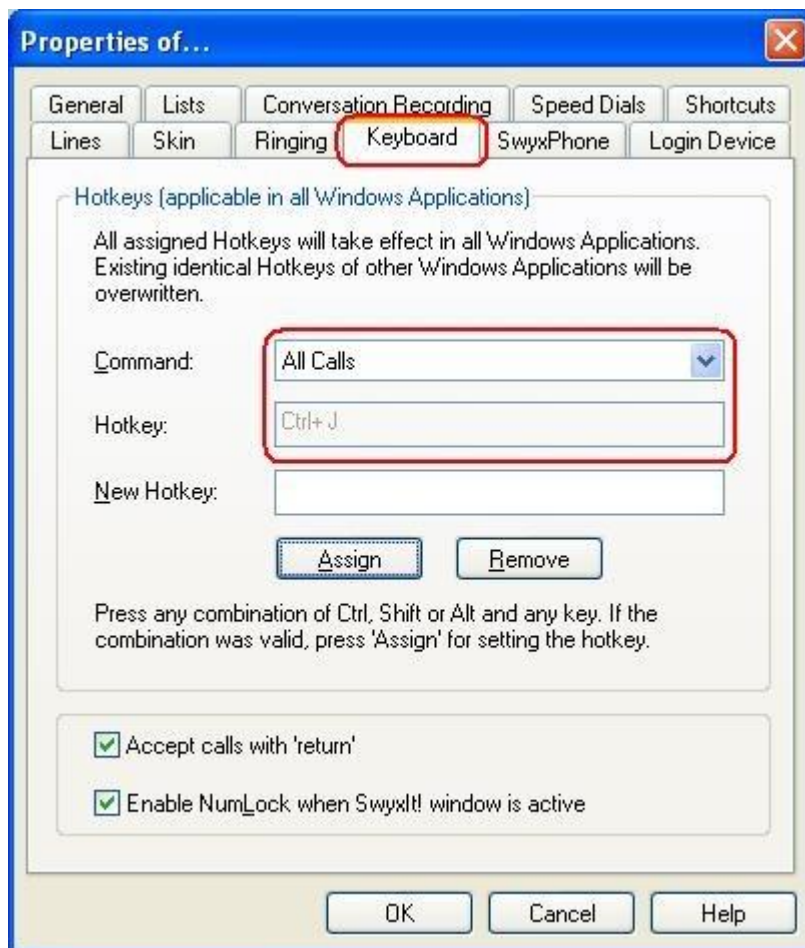 Properties of...
General Lists Conversation Recording Speed Dials Shortcuts
Lines Skin Ringing Keyboard SwyxPhone Login Device
Hotkeys (applicable in all Windows Applications)
All assigned Hotkeys will take effect in all Windows Applications.
Existing identical Hotkeys of other Windows Applications will be
overwritten.
Command: All Calls
Hotkey: Ctrl+ J
New Hotkey:
Assign Remove
Press any combination of Ctrl, Shift or Alt and any key. If the
combination was valid, press 'Assign' for setting the hotkey.
Accept calls with 'return'
Enable NumLock when SwyxIt! window is active
OK Cancel Help